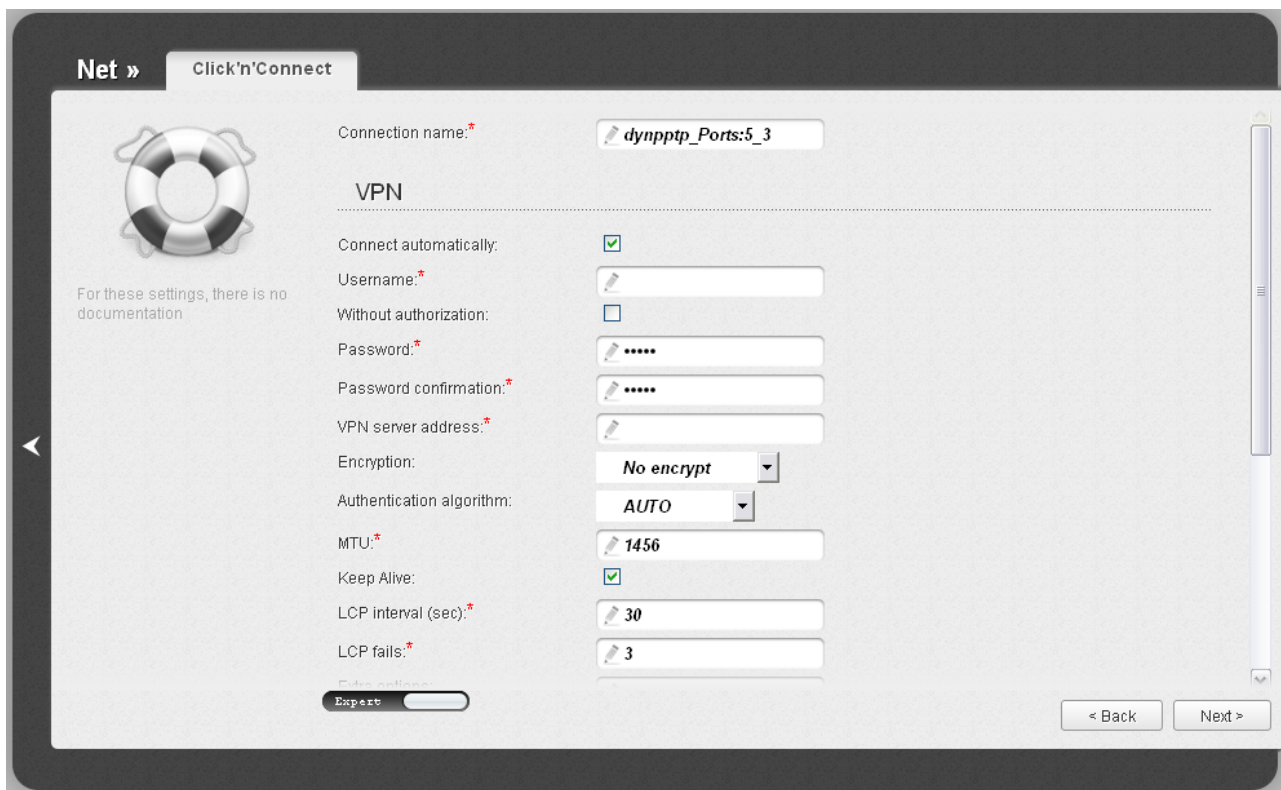 Net »
Click'n'Connect
Connection name:* dynpptp_Ports:5_3
VPN
Connect automatically:
Username:*
For these settings, there is no
documentation
Without authorization:
Password:* •••••
Password confirmation:* •••••
VPN server address:*
Encryption: No encrypt
Authentication algorithm: AUTO
MTU:* 1456
Keep Alive:
LCP interval (sec):* 30
LCP fails:* 3
Extra options:
Expert
< Back Next >